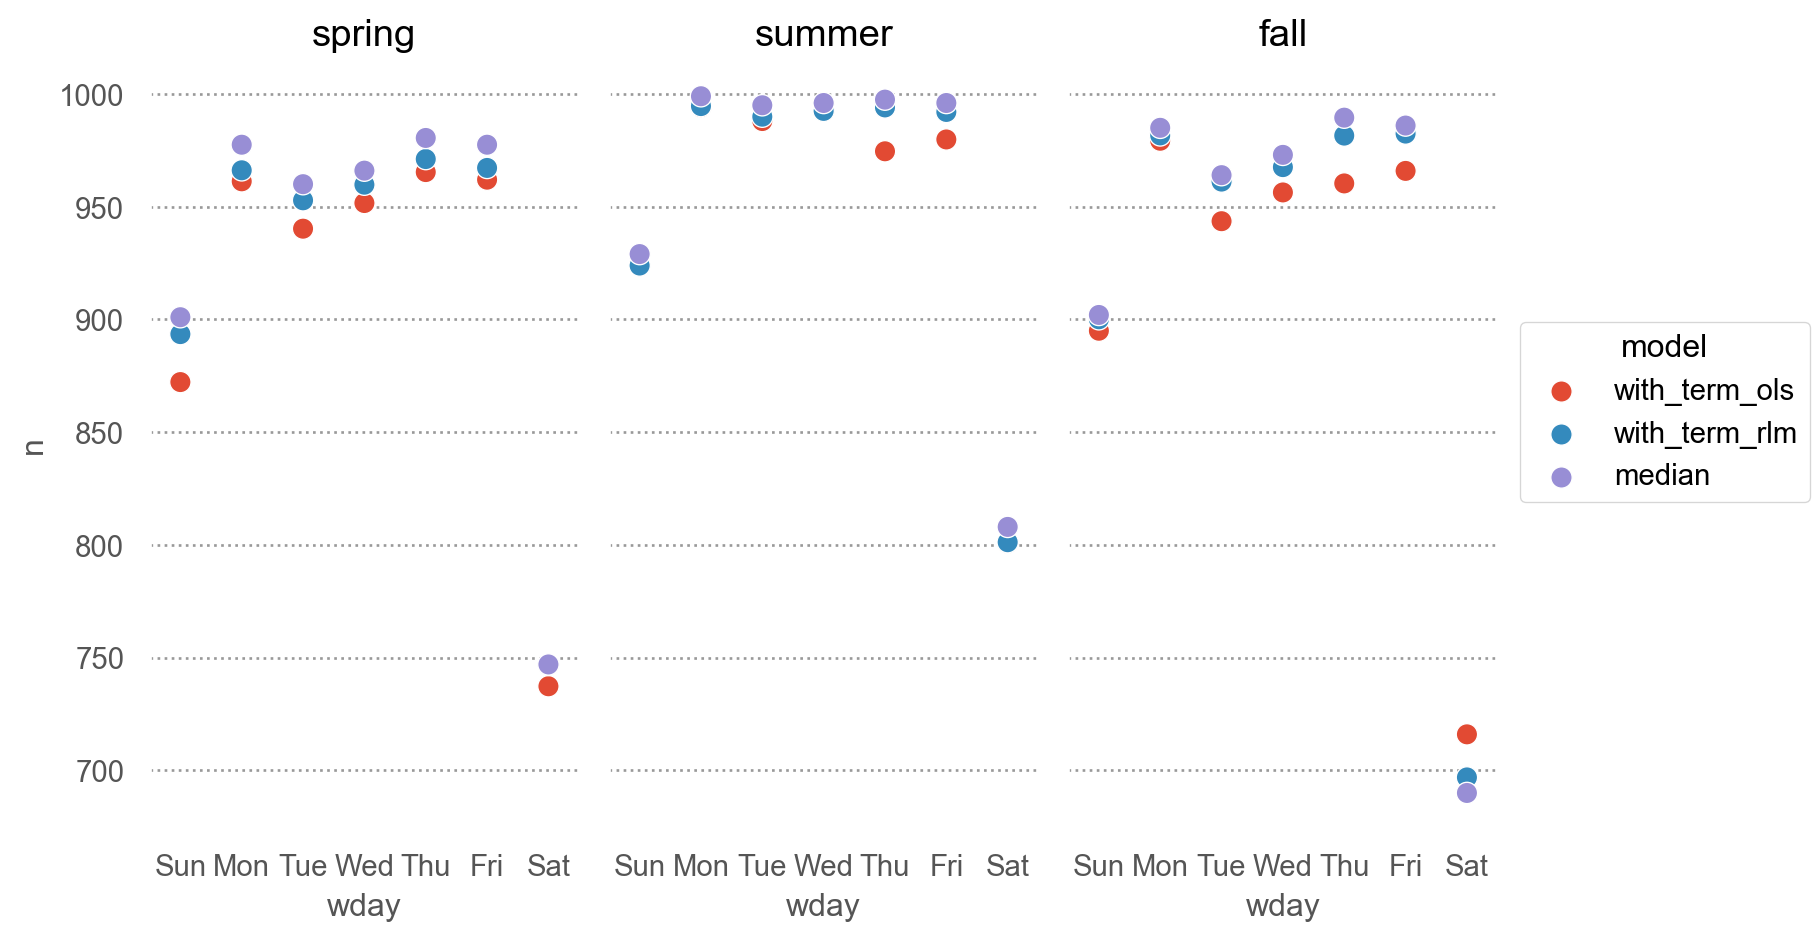 spring summer fall
1000
950
900
850
800
750
700
n
model
with_term_ols
with_term_rlm
median
Sun Mon Tue Wed Thu Fri Sat Sun Mon Tue Wed Thu Fri Sat Sun Mon Tue Wed Thu Fri Sat
wday wday wday